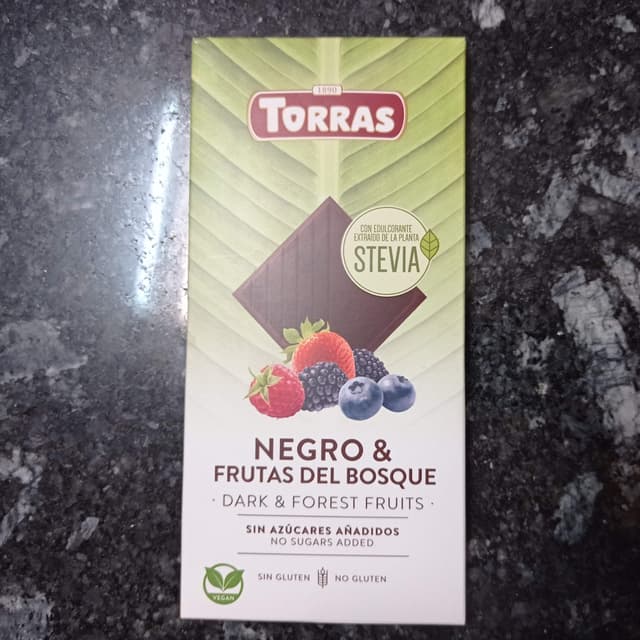 1890
TORRAS
CON EDULCORANTE
EXTRAIDO DE LA PLANTA
STEVIA
NEGRO &
FRUTAS DEL BOSQUE
· DARK & FOREST FRUITS ·
SIN AZÚCARES AÑADIDOS
NO SUGARS ADDED
SIN GLUTEN NO GLUTEN
VEGAN